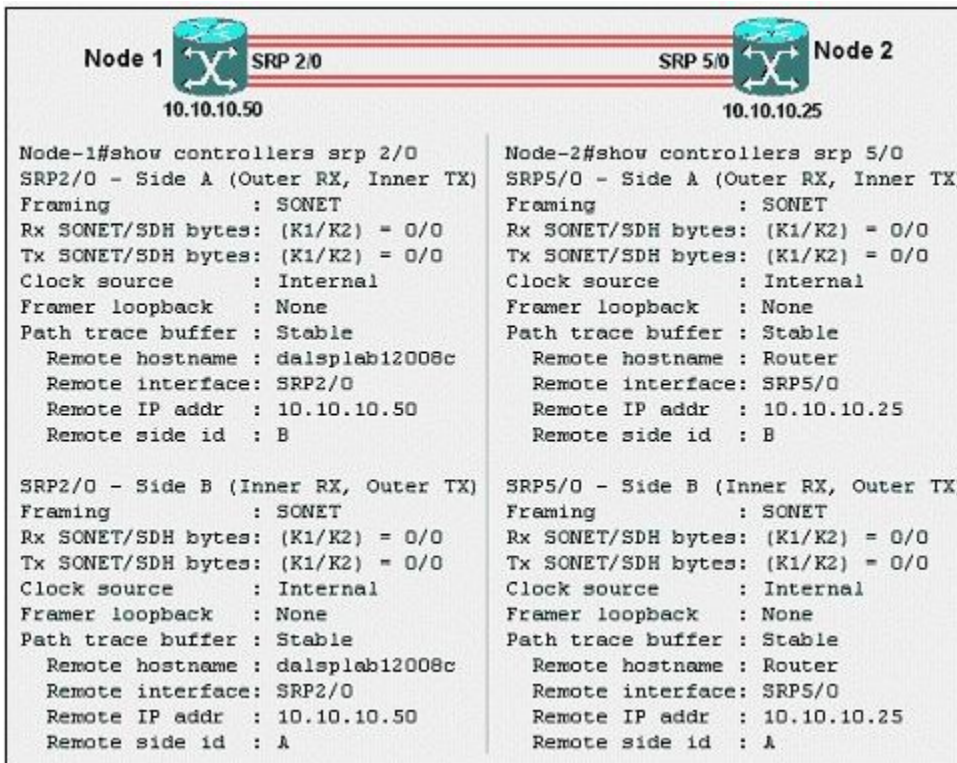 Node 1
SRP 2/0
SRP 5/0
Node 2
10.10.10.50
10.10.10.25
Node-1#show controllers srp 2/0
SRP2/0 - Side A (Outer RX, Inner TX)
Framing : SONET
Rx SONET/SDH bytes: (K1/K2) = 0/0
Tx SONET/SDH bytes: (K1/K2) = 0/0
Clock source : Internal
Framer loopback : None
Path trace buffer : Stable
Remote hostname : dalsplab12008c
Remote interface: SRP2/0
Remote IP addr : 10.10.10.50
Remote side id : B
SRP2/0 - Side B (Inner RX, Outer TX)
Framing : SONET
Rx SONET/SDH bytes: (K1/K2) = 0/0
Tx SONET/SDH bytes: (K1/K2) = 0/0
Clock source : Internal
Framer loopback : None
Path trace buffer : Stable
Remote hostname : dalsplab12008c
Remote interface: SRP2/0
Remote IP addr : 10.10.10.50
Remote side id : A
Node-2#show controllers srp 5/0
SRP5/0 - Side A (Outer RX, Inner TX)
Framing : SONET
Rx SONET/SDH bytes: (K1/K2) = 0/0
Tx SONET/SDH bytes: (K1/K2) = 0/0
Clock source : Internal
Framer loopback : None
Path trace buffer : Stable
Remote hostname : Router
Remote interface: SRP5/0
Remote IP addr : 10.10.10.25
Remote side id : B
SRP5/0 - Side B (Inner RX, Outer TX
Framing : SONET
Rx SONET/SDH bytes: (K1/K2) = 0/0
Tx SONET/SDH bytes: (K1/K2) = 0/0
Clock source : Internal
Framer loopback : None
Path trace buffer : Stable
Remote hostname : Router
Remote interface: SRP5/0
Remote IP addr : 10.10.10.25
Remote side id : A